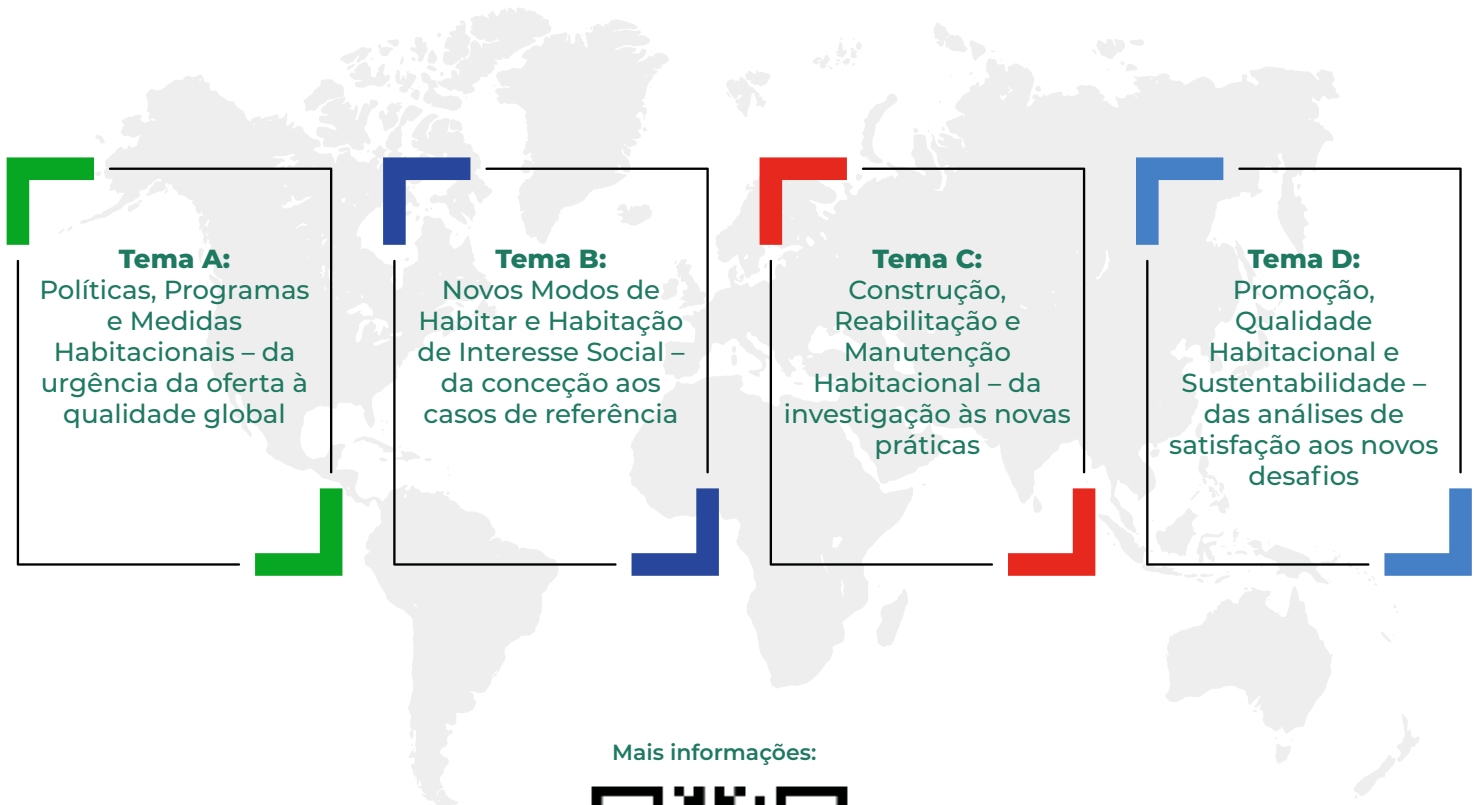 Tema A:
Políticas, Programas
e Medidas
Habitacionais – da
urgência da oferta à
qualidade global
Tema B:
Novos Modos de
Habitar e Habitação
de Interesse Social –
da conceção aos
casos de referência
Tema C:
Construção,
Reabilitação e
Manutenção
Habitacional – da
investigação às novas
práticas
Tema D:
Promoção,
Qualidade
Habitacional e
Sustentabilidade –
das análises de
satisfação aos novos
desafios
Mais informações: